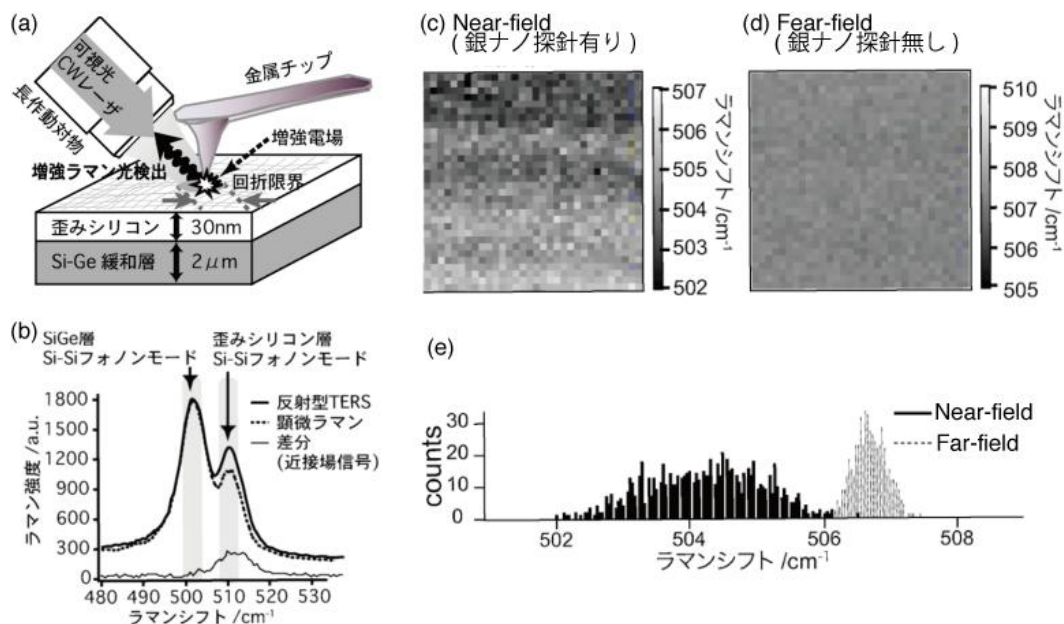 (a)
可視光
CWレーザ
長作動対物
金属チップ
増強電場
増強ラマン光検出
回折限界
歪みシリコン
30nm
Si-Ge 緩和層
2μm
(b)
SiGe層
Si-Siフォノンモード
歪みシリコン層
Si-Siフォノンモード
反射型TERS
顕微ラマン
差分
(近接場信号)
ラマン強度 /a.u.
1800
1500
1200
900
600
300
0
480
490
500
510
520
530
ラマンシフト /cm-1
(c) Near-field
( 銀ナノ探針有り )
507
506
505
504
503
502
ラマンシフト /cm-1
(d) Fear-field
( 銀ナノ探針無し )
510
509
508
507
506
505
ラマンシフト /cm-1
(e)
Near-field
Far-field
counts
30
20
10
0
502
504
506
508
ラマンシフト /cm-1